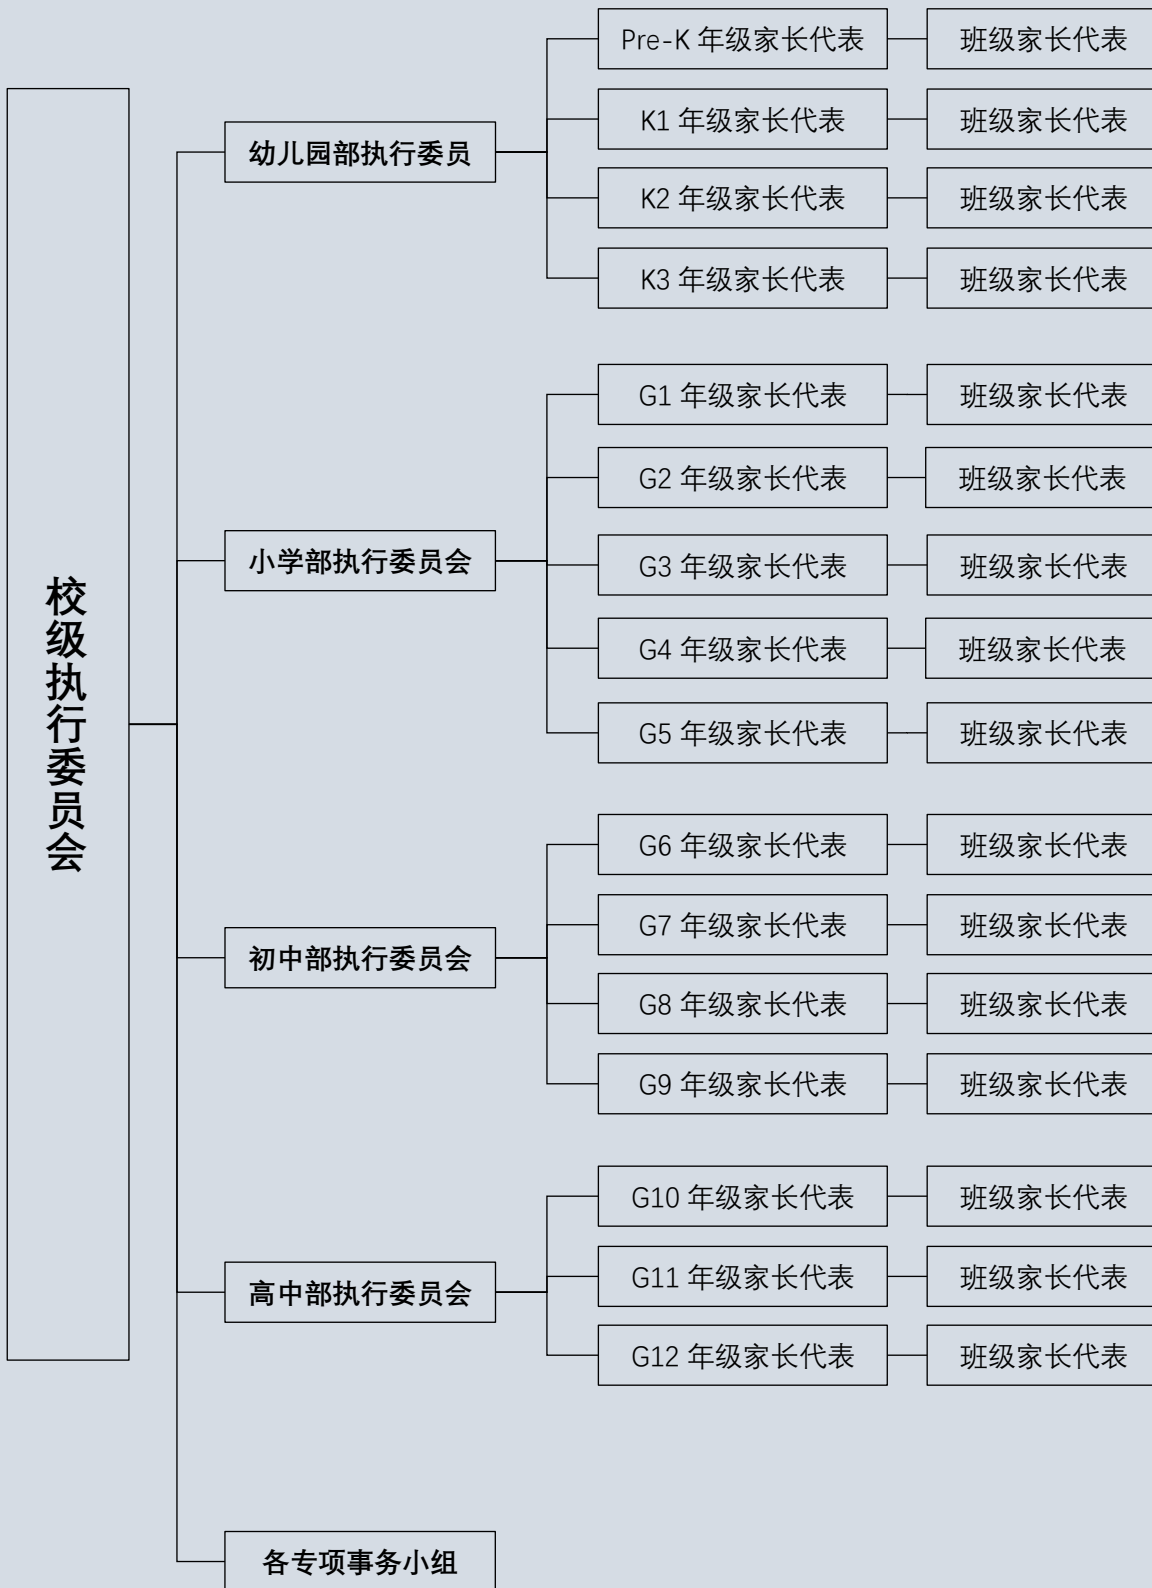 校级执行委员会
幼儿园部执行委员
Pre-K 年级家长代表
班级家长代表
K1 年级家长代表
班级家长代表
K2 年级家长代表
班级家长代表
K3 年级家长代表
班级家长代表
小学部执行委员会
G1 年级家长代表
班级家长代表
G2 年级家长代表
班级家长代表
G3 年级家长代表
班级家长代表
G4 年级家长代表
班级家长代表
G5 年级家长代表
班级家长代表
初中部执行委员会
G6 年级家长代表
班级家长代表
G7 年级家长代表
班级家长代表
G8 年级家长代表
班级家长代表
G9 年级家长代表
班级家长代表
高中部执行委员会
G10 年级家长代表
班级家长代表
G11 年级家长代表
班级家长代表
G12 年级家长代表
班级家长代表
各专项事务小组